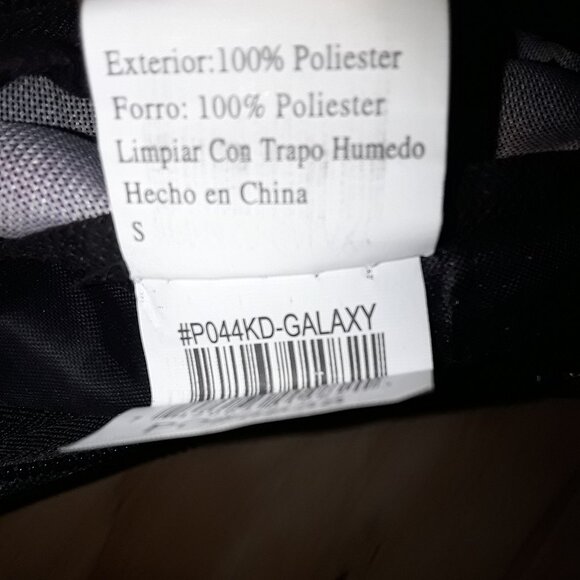 Exterior:100% Poliester
Forro: 100% Poliester
Limpiar Con Trapo Humedo
Hecho en China
S
#P044KD-GALAXY